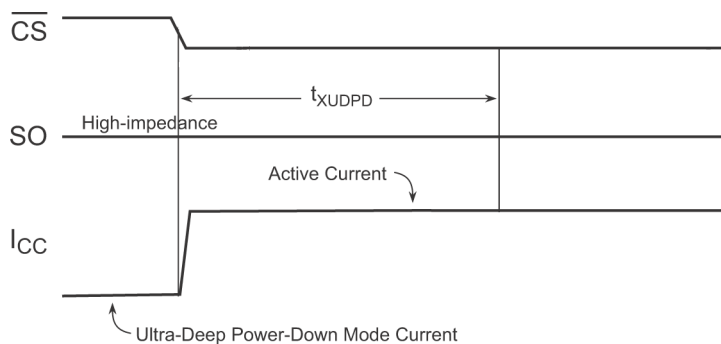 CS
tXUDPD
High-impedance
SO
Active Current
ICC
Ultra-Deep Power-Down Mode Current